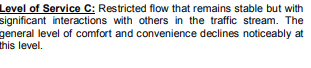 Level of Service C: Restricted flow that remains stable but with
significant interactions with others in the traffic stream. The
general level of comfort and convenience declines noticeably at
this level.